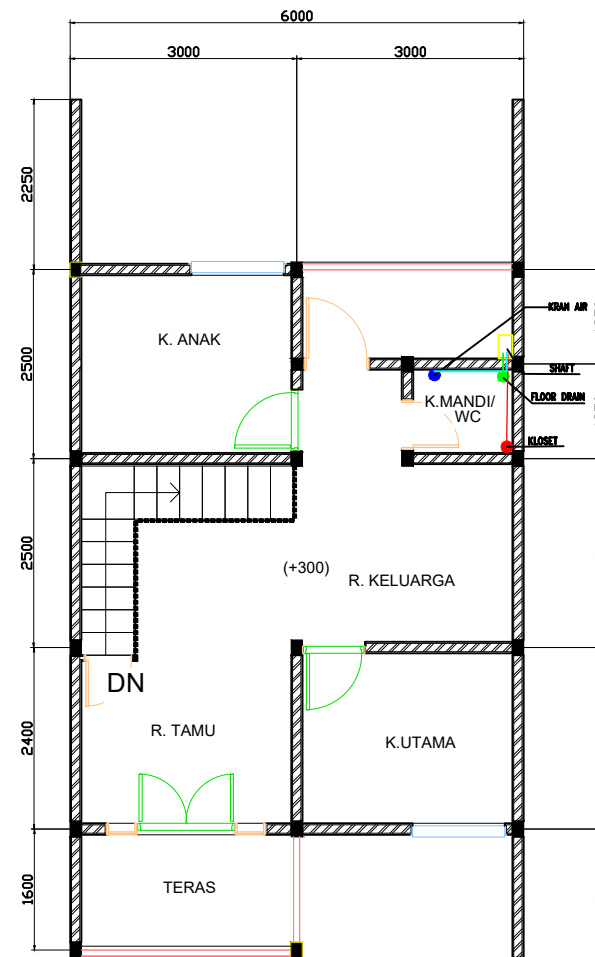 6000
3000
3000
2250
K. ANAK
KRAN AIR
2500
SHAFT
K.MANDI/
WC
FLOOR DRAIN
KLOSET
2500
(+300)
R. KELUARGA
DN
R. TAMU
K.UTAMA
2400
TERAS
1600